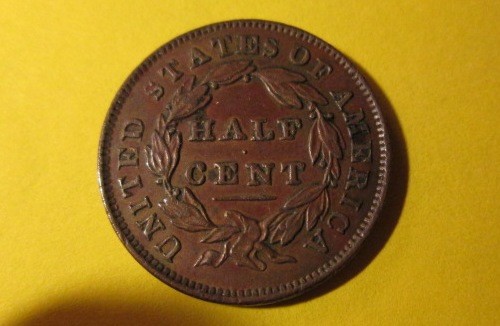 UNITED STATES OF AMERICA
HALF
CENT